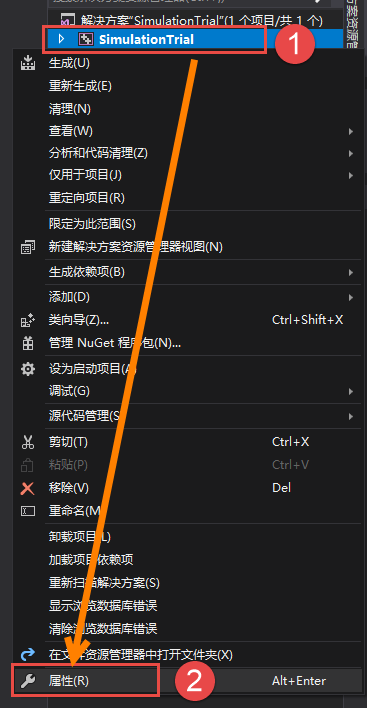 解决方案"SimulationTrial"(1 个项目/共 1 个)
SimulationTrial
1
生成(U)
重新生成(E)
清理(N)
查看(W)
分析和代码清理(Z)
仅用于项目(J)
重定向项目(R)
限定为此范围(S)
新建解决方案资源管理器视图(N)
生成依赖项(B)
添加(D)
类向导(Z)... Ctrl+Shift+X
管理 NuGet 程序包(N)...
设为启动项目(A)
调试(G)
源代码管理(S)
剪切(T) Ctrl+X
粘贴(P) Ctrl+V
移除(V) Del
重命名(M)
卸载项目(L)
加载项目依赖项
重新扫描解决方案(S)
显示浏览数据库错误
清除浏览数据库错误
在文件资源管理器中打开文件夹(X)
属性(R) 2 Alt+Enter